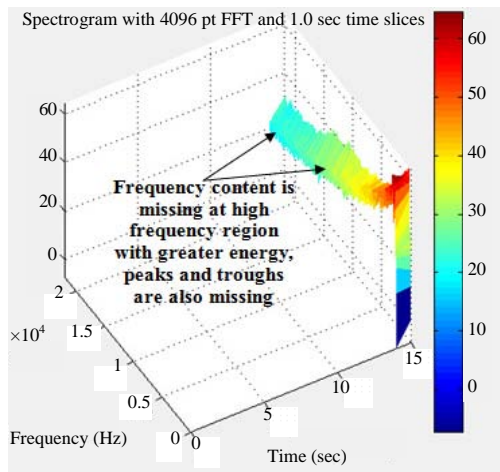 Spectrogram with 4096 pt FFT and 1.0 sec time slices
60
40
20
0
Frequency content is
missing at high
frequency region
with greater energy,
peaks and troughs
are also missing
2
1.5
×10⁴
1
0.5
0
Frequency (Hz)
0
5
10
15
Time (sec)
60
50
40
30
20
10
0